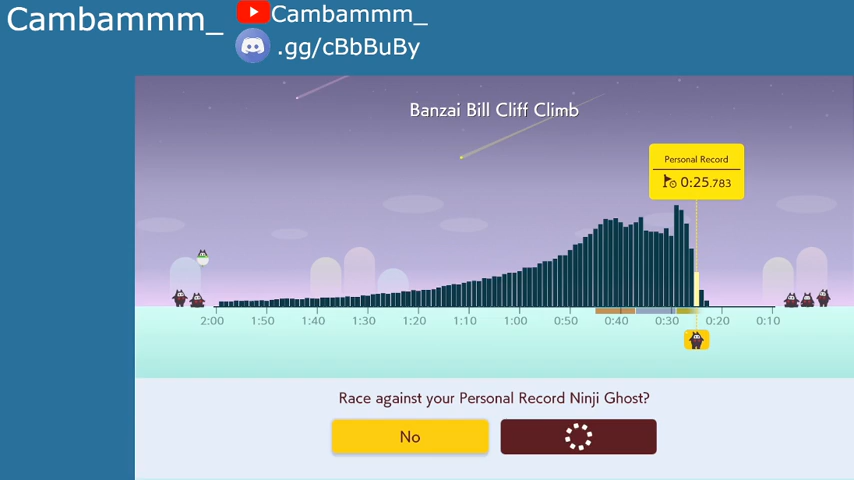 Cambammm_
Cambammm_
.gg/cBbBuBy
Banzai Bill Cliff Climb
Personal Record
0:25.783
2:00 1:50 1:40 1:30 1:20 1:10 1:00 0:50 0:40 0:30 0:20 0:10
Race against your Personal Record Ninji Ghost?
No